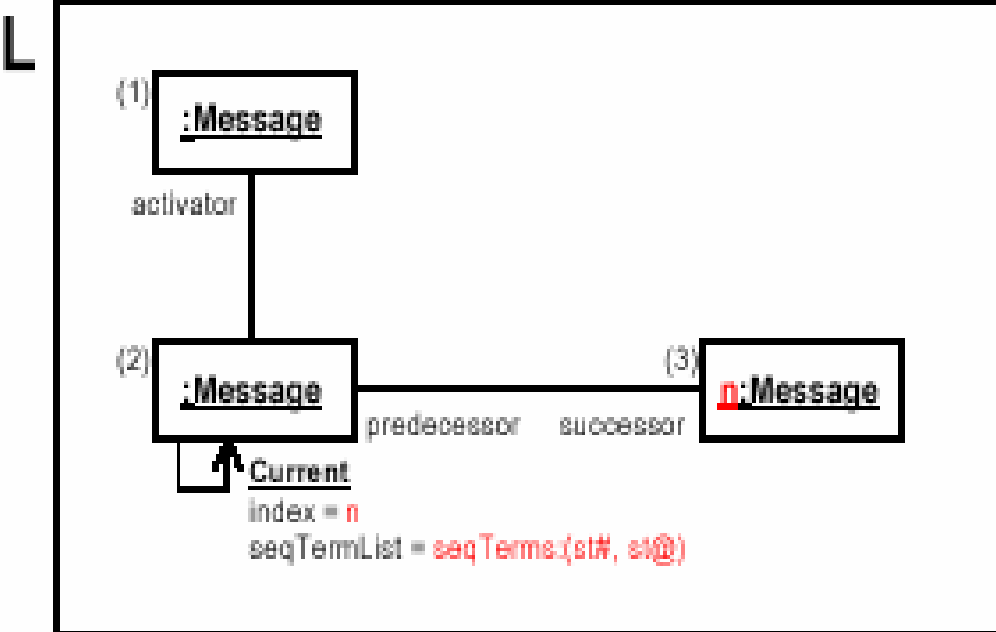 L
(1)
:Message
activator
(2)
:Message
(3)
n:Message
predecessor successor
Current
index = n
seqTermList = seqTerms:(st#, st@)